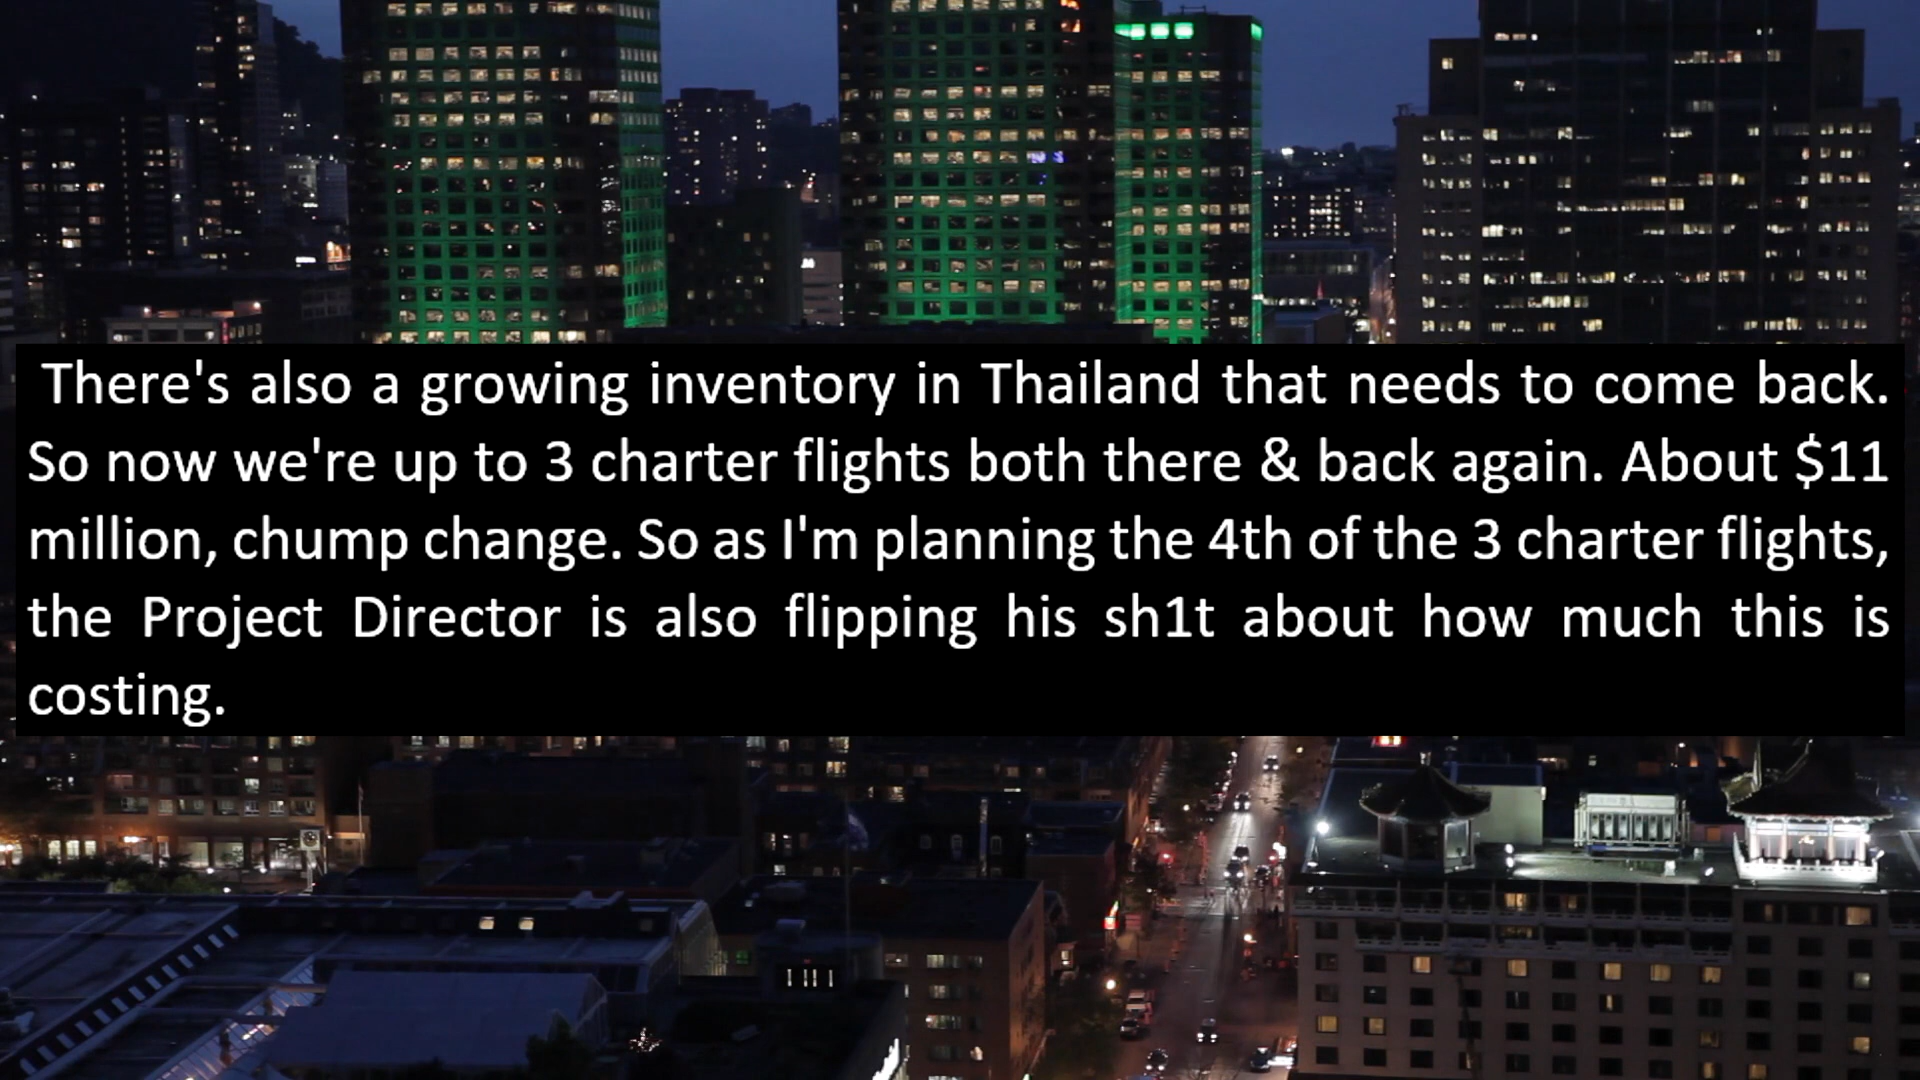 There's also a growing inventory in Thailand that needs to come back.
So now we're up to 3 charter flights both there & back again. About $11
million, chump change. So as I'm planning the 4th of the 3 charter flights,
the Project Director is also flipping his sh1t about how much this is
costing.